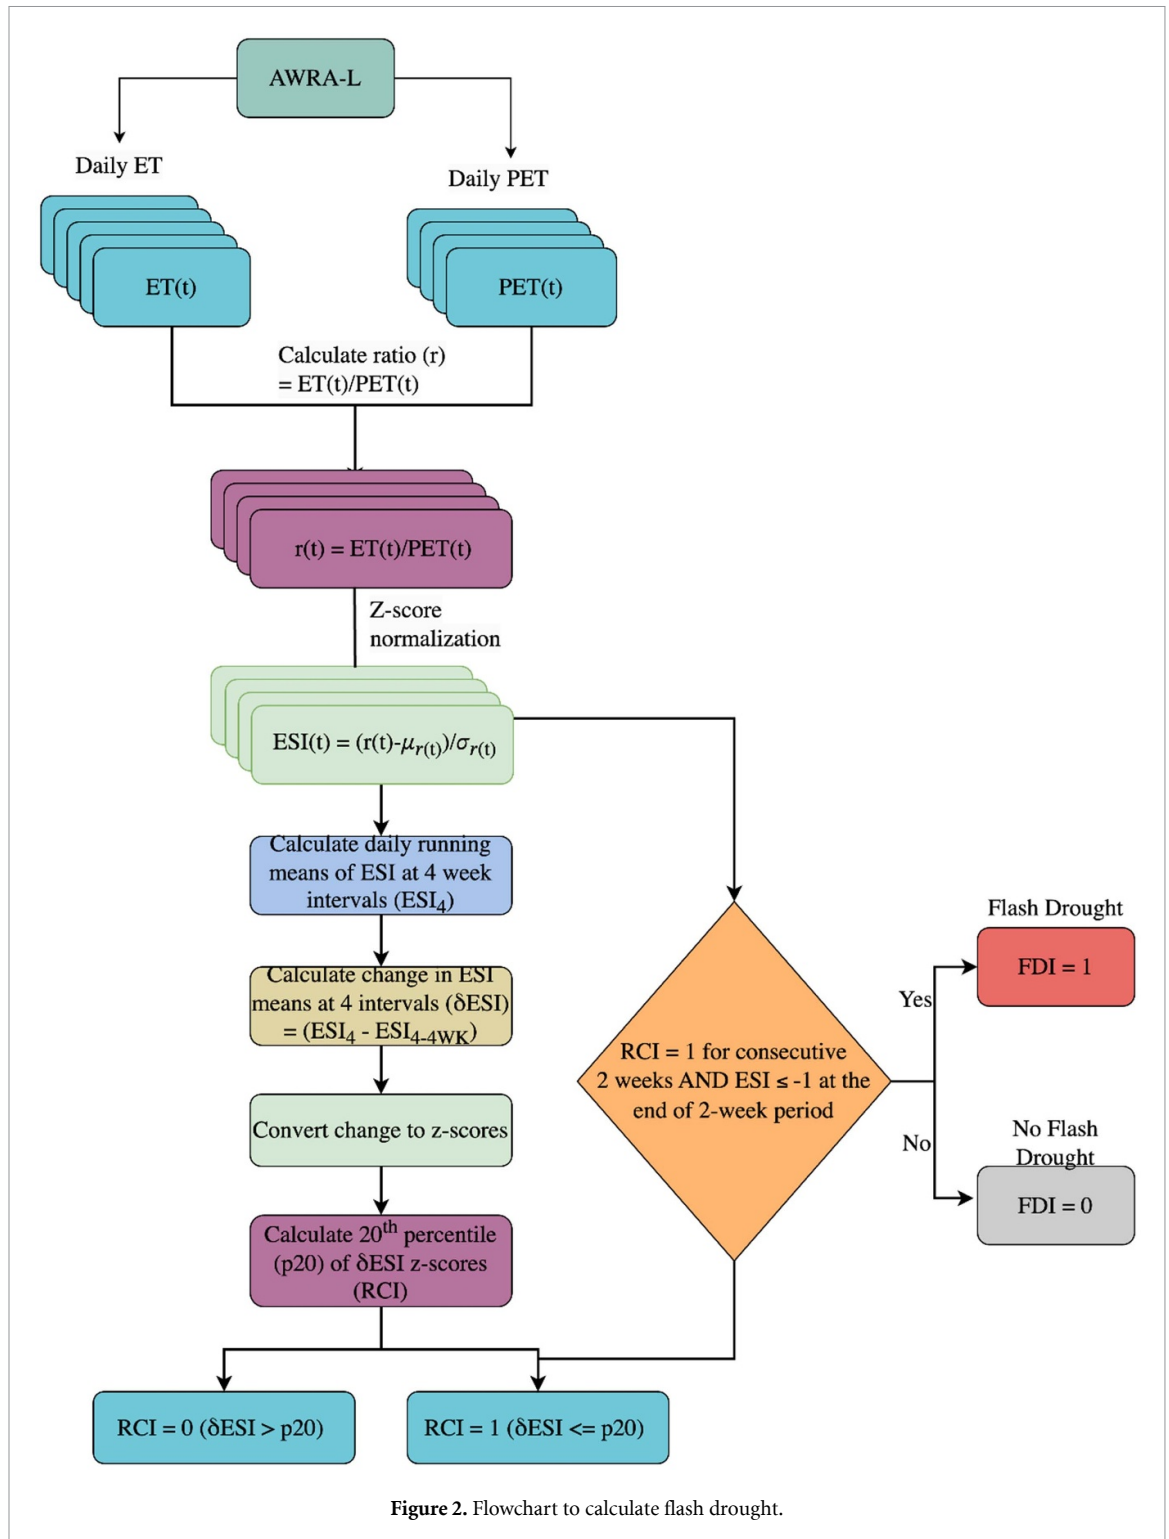 AWRA-L
Daily ET
Daily PET
ET(t)
PET(t)
Calculate ratio (r)
= ET(t)/PET(t)
r(t) = ET(t)/PET(t)
Z-score
normalization
ESI(t) = (r(t)-μr(t))/σr(t)
Calculate daily running
means of ESI at 4 week
intervals (ESI4)
Calculate change in ESI
means at 4 intervals (δESI)
= (ESI4 - ESI4-4WK)
Convert change to z-scores
Calculate 20th percentile
(p20) of δESI z-scores
(RCI)
RCI = 0 (δESI > p20)
RCI = 1 (δESI <= p20)
RCI = 1 for consecutive
2 weeks AND ESI ≤ -1 at the
end of 2-week period
Yes
No
Flash Drought
FDI = 1
No Flash
Drought
FDI = 0
Figure 2. Flowchart to calculate flash drought.